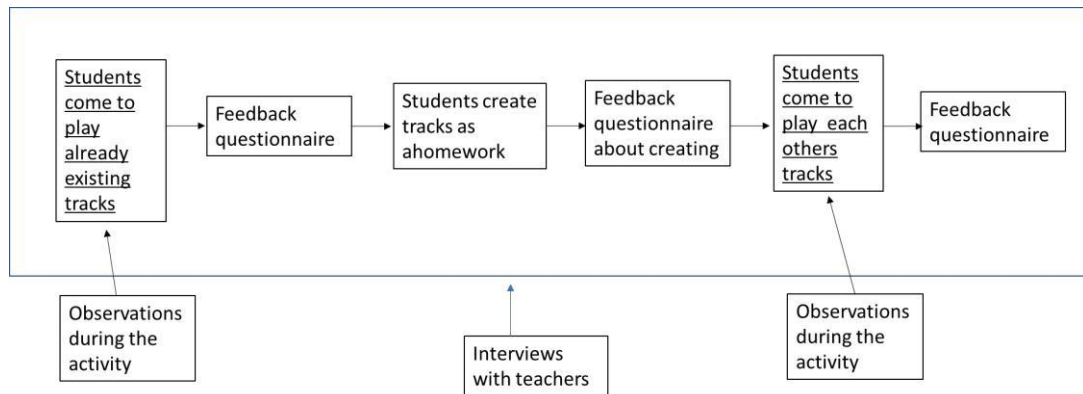 Students
come to
play
already
existing
tracks
Feedback
questionnaire
Students create
tracks as
ahomework
Feedback
questionnaire
about creating
Students
come to
play each
others
tracks
Feedback
questionnaire
Observations
during the
activity
Interviews
with teachers
Observations
during the
activity